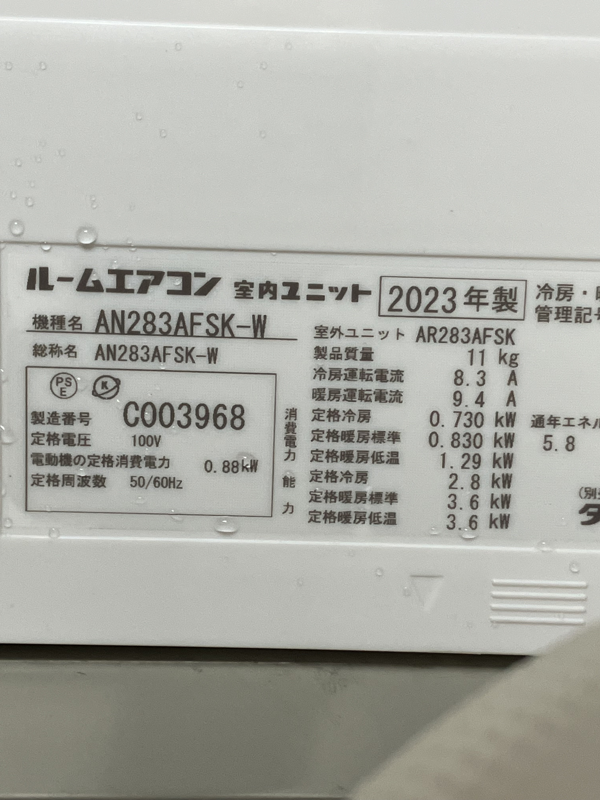 ルームエアコン 室内ユニット 2023年製
冷房・
管理記号
機種名 AN283AFSK-W
総称名 AN283AFSK-W
PS
E
K
製造番号 C003968
定格電圧 100V
電動機の定格消費電力 0.88kW
定格周波数 50/60Hz
室外ユニット AR283AFSK
製品質量 11 kg
冷房運転電流 8.3 A
暖房運転電流 9.4 A
消費電力
定格冷房 0.730 kW
定格暖房標準 0.830 kW
定格暖房低温 1.29 kW
能力
定格冷房 2.8 kW
定格暖房標準 3.6 kW
定格暖房低温 3.6 kW
通年エネル
5.8